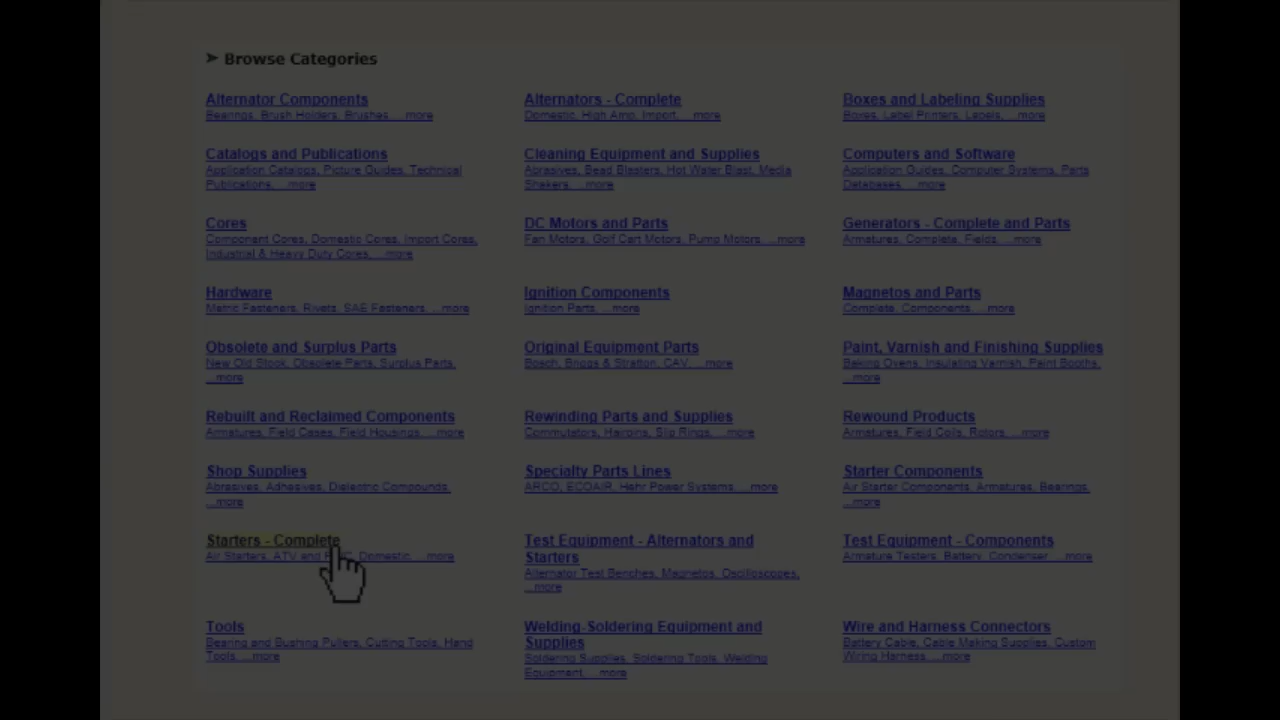 ➤ Browse Categories
Alternator Components
Bearings, Brush Holders, Brushes, ...more
Alternators - Complete
Domestic, High Amp, Import, ...more
Boxes and Labeling Supplies
Boxes, Label Printers, Labels, ...more
Catalogs and Publications
Application Catalogs, Picture Guides, Technical
Publications, ...more
Cleaning Equipment and Supplies
Abrasives, Bead Blasters, Hot Water Blast, Media
Shakers, ...more
Computers and Software
Application Guides, Computer Systems, Parts
Databases, ...more
Cores
Component Cores, Domestic Cores, Import Cores,
Industrial & Heavy Duty Cores, ...more
DC Motors and Parts
Fan Motors, Golf Cart Motors, Pump Motors, ...more
Generators - Complete and Parts
Armatures, Complete, Fields, ...more
Hardware
Metric Fasteners, Rivets, SAE Fasteners, ...more
Ignition Components
Ignition Parts, ...more
Magnetos and Parts
Complete, Components, ...more
Obsolete and Surplus Parts
New Old Stock, Obsolete Parts, Surplus Parts,
...more
Original Equipment Parts
Bosch, Briggs & Stratton, CAV, ...more
Paint, Varnish and Finishing Supplies
Baking Ovens, Insulating Varnish, Paint Booths,
...more
Rebuilt and Reclaimed Components
Armatures, Field Cases, Field Housings, ...more
Rewinding Parts and Supplies
Commutators, Hairpins, Slip Rings, ...more
Rewound Products
Armatures, Field Coils, Rotors, ...more
Shop Supplies
Abrasives, Adhesives, Dielectric Compounds,
...more
Specialty Parts Lines
ARCO, ECOAIR, Hehr Power Systems, ...more
Starter Components
Air Starter Components, Armatures, Bearings,
...more
Starters - Complete
Air Starters, ATV and Domestic, ...more
Test Equipment - Alternators and
Starters
Alternator Test Benches, Magnetos, Oscilloscopes,
...more
Test Equipment - Components
Armature Testers, Battery, Condenser, ...more
Tools
Bearing and Bushing Pullers, Cutting Tools, Hand
Tools, ...more
Welding-Soldering Equipment and
Supplies
Soldering Supplies, Soldering Tools, Welding
Equipment, ...more
Wire and Harness Connectors
Battery Cable, Cable Making Supplies, Custom
Wiring Harness, ...more